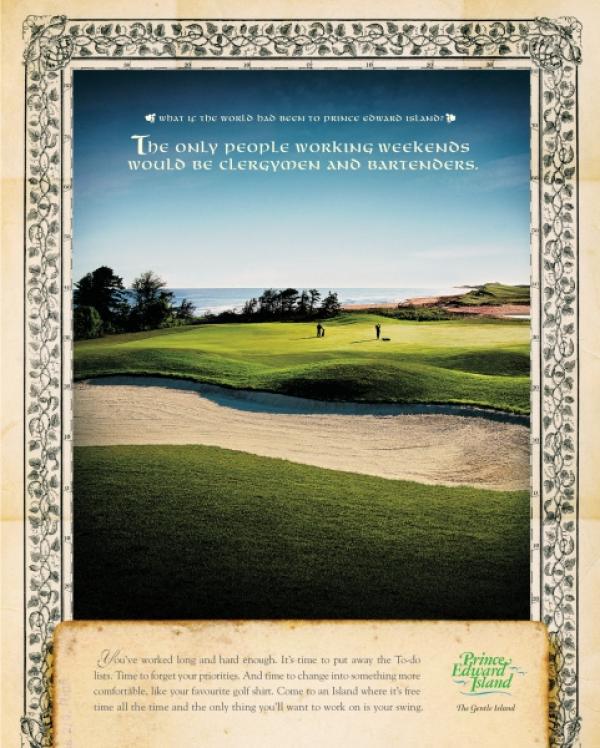 What if the world had been to Prince Edward Island?
The only people working weekends
would be clergymen and bartenders.
You've worked long and hard enough. It's time to put away the To-do
lists. Time to forget your priorities. And time to change into something more
comfortable, like your favourite golf shirt. Come to an Island where it's free
time all the time and the only thing you'll want to work on is your swing.
Prince
Edward
Island
The Gentle Island